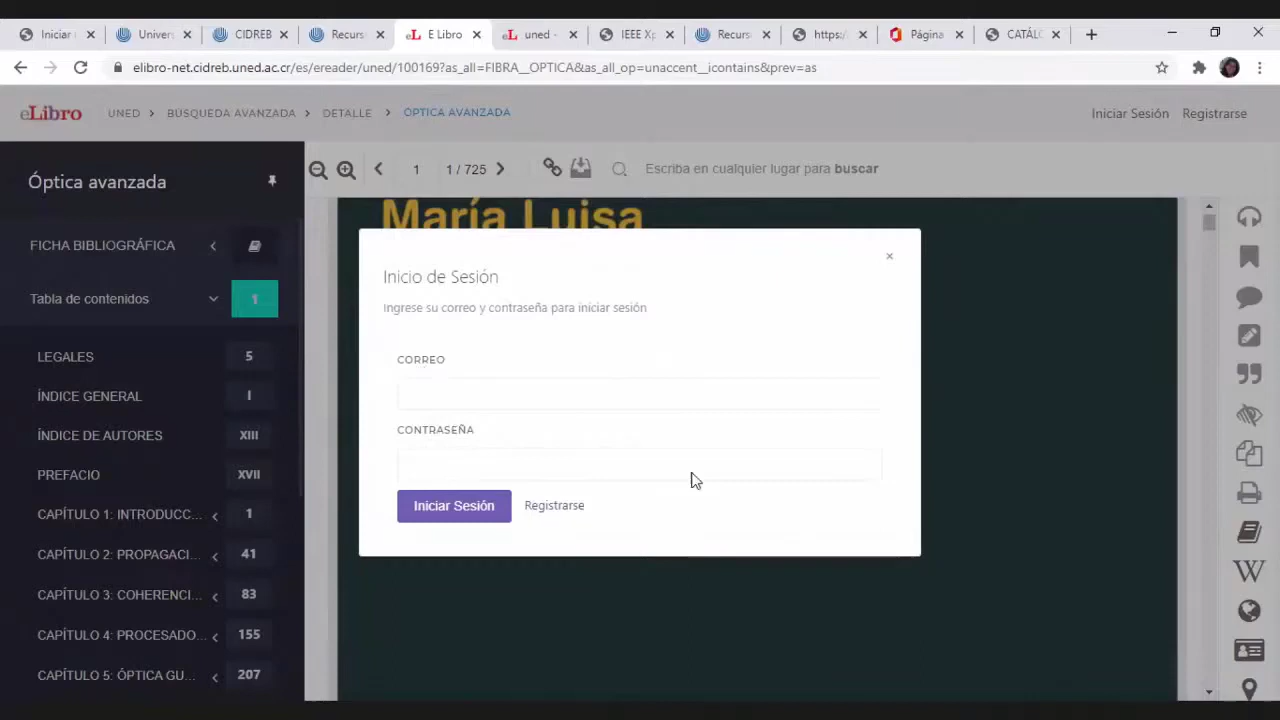 Iniciar
Univers
CIDREB
Recurs
E Libro
uned -
IEEE Xp
Recurs
https:/
Página
CATÁLO
elibro-net.cidreb.uned.ac.cr/es/ereader/uned/100169?as_all=FIBRA__OPTICA&as_all_op=unaccent__icontains&prev=as
eLibro
UNED
BÚSQUEDA AVANZADA
DETALLE
ÓPTICA AVANZADA
Iniciar Sesión
Registrarse
Óptica avanzada
1
1 / 725
Escriba en cualquier lugar para buscar
FICHA BIBLIOGRÁFICA
Tabla de contenidos 1
LEGALES 5
ÍNDICE GENERAL I
ÍNDICE DE AUTORES XIII
PREFACIO XVII
CAPÍTULO 1: INTRODUCC... 1
CAPÍTULO 2: PROPAGACI... 41
CAPÍTULO 3: COHERENCI... 83
CAPÍTULO 4: PROCESADO... 155
CAPÍTULO 5: ÓPTICA GU... 207
María Luisa
Inicio de Sesión
Ingrese su correo y contraseña para iniciar sesión
CORREO
CONTRASEÑA
Iniciar Sesión
Registrarse
W